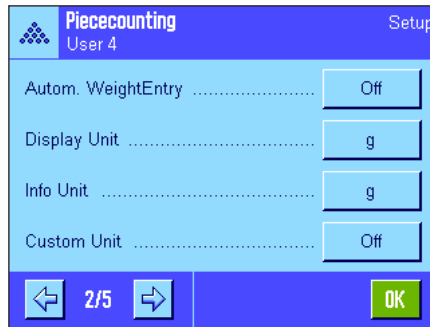 Piececounting
Setup
User 4
Autom. WeightEntry ....................... Off
Display Unit ...................................... g
Info Unit ........................................ g
Custom Unit .................................. Off
2/5
OK